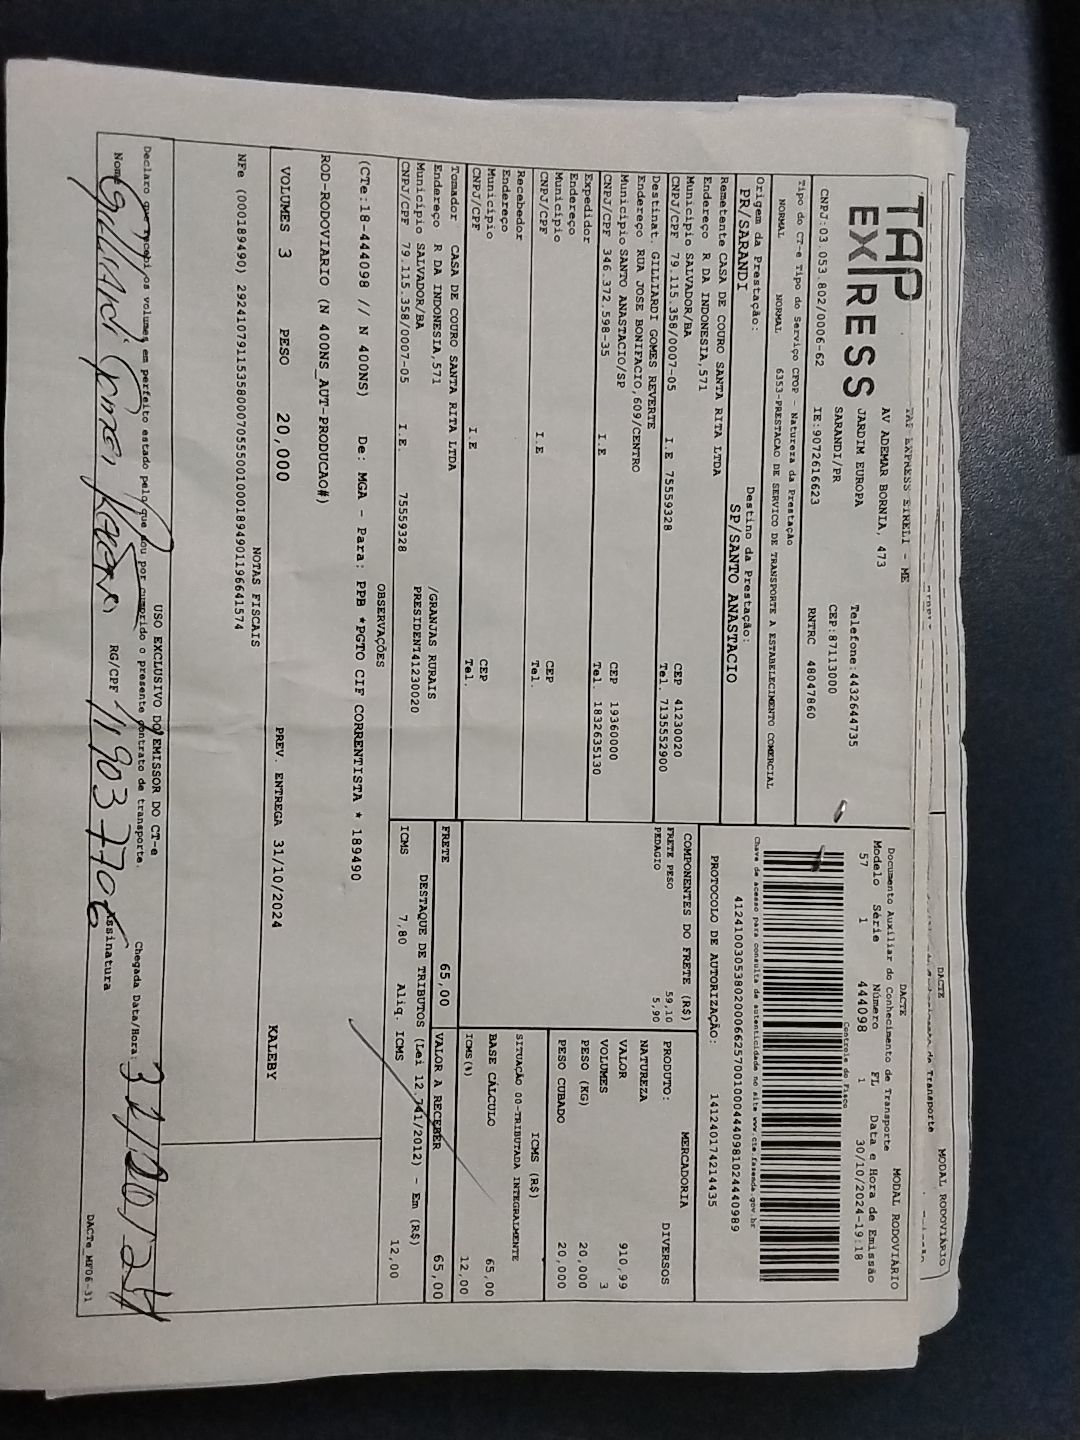 TAP
EXPRESS
TAP EXPRESS EIRELI - ME
AV ADEMAR BORNIA, 473
JARDIM EUROPA
SARANDI/PR
Telefone:4432644735
CEP:87113000
CNPJ:03.053.802/0006-62
IE:9072616623
RNTRC 48047860
Tipo do CT-e Tipo do Serviço CFOP - Natureza da Prestação
NORMAL NORMAL 6353-PRESTACAO DE SERVICO DE TRANSPORTE A ESTABELECIMENTO COMERCIAL
Origem da Prestação: Destino da Prestação:
PR/SARANDI SP/SANTO ANASTACIO
DACTE MODAL RODOVIÁRIO
DACTE MODAL RODOVIÁRIO
Documento Auxiliar do Conhecimento de Transporte
Modelo Série Número FL Data e Hora de Emissão
57 1 444098 1 30/10/2024-19:18
Controle do Fisco
Chave de acesso para consulta de autenticidade no site www.cte.fazenda.gov.br
41241003053802000662570010004440981024440989
PROTOCOLO DE AUTORIZAÇÃO: 141240174214435
Remetente CASA DE COURO SANTA RITA LTDA
Endereço R DA INDONESIA,571
Município SALVADOR/BA CEP 41230020
CNPJ/CPF 79.115.358/0007-05 I.E 75559328 Tel. 7135552900
Destinat. GILLIARDI GOMES REVERTE
Endereço RUA JOSE BONIFACIO,609/CENTRO
Município SANTO ANASTACIO/SP CEP 19360000
CNPJ/CPF 346.372.598-35 I.E Tel. 1832635130
Expedidor
Endereço
Município CEP
CNPJ/CPF I.E Tel.
Recebedor
Endereço
Município CEP
CNPJ/CPF I.E Tel.
Tomador CASA DE COURO SANTA RITA LTDA
Endereço R DA INDONESIA,571 /GRANJAS RURAIS
Município SALVADOR/BA PRESIDENT41230020
CNPJ/CPF 79.115.358/0007-05 I.E. 75559328
COMPONENTES DO FRETE (R$)
FRETE PESO 59,10
PEDAGIO 5,90
MERCADORIA
PRODUTO: DIVERSOS
NATUREZA
VALOR 910,99
VOLUMES 3
PESO (KG) 20,000
PESO CUBADO 20,000
ICMS (R$)
SITUAÇÃO 00-TRIBUTADA INTEGRALMENTE
BASE CÁLCULO 65,00
ICMS(%) 12,00
FRETE 65,00 VALOR A RECEBER 65,00
DESTAQUE DE TRIBUTOS (Lei 12.741/2012) - Em (R$)
ICMS 7,80 Aliq. ICMS 12,00
OBSERVAÇÕES
(CTe:18-444098 // N 400NS) De: MGA - Para: PPB *PGTO CIF CORRENTISTA * 189490
ROD-RODOVIARIO (N 400NS_AUT-PRODUCAO#)
VOLUMES 3 PESO 20,000 PREV. ENTREGA 31/10/2024 KALEBY
NOTAS FISCAIS
NFe (000189490) 29241079115358000705550010001894901196641574
USO EXCLUSIVO DO EMISSOR DO CT-e
Declaro que recebi os volumes em perfeito estado pelo que dou por cumprido o presente contrato de transporte.
Chegada Data/Hora: 31/10/24
Nome Gilliardi Gomes Reverte RG/CPF Assinatura
DACTe_MF06-31